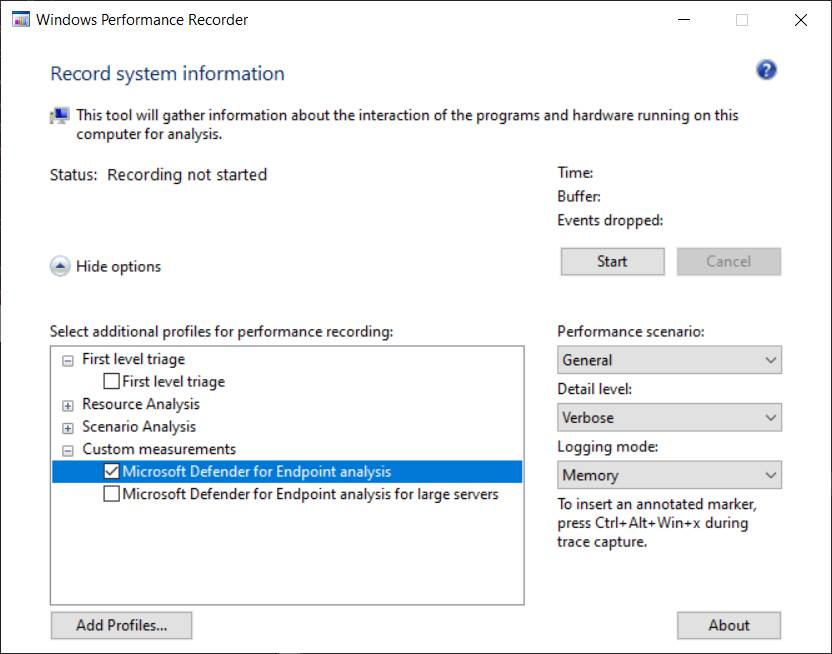 Windows Performance Recorder
Record system information
This tool will gather information about the interaction of the programs and hardware running on this
computer for analysis.
Status: Recording not started
Time:
Buffer:
Events dropped:
Hide options
Start
Cancel
Select additional profiles for performance recording:
First level triage
First level triage
Resource Analysis
Scenario Analysis
Custom measurements
Microsoft Defender for Endpoint analysis
Microsoft Defender for Endpoint analysis for large servers
Performance scenario:
General
Detail level:
Verbose
Logging mode:
Memory
To insert an annotated marker,
press Ctrl+Alt+Win+x during
trace capture.
Add Profiles...
About